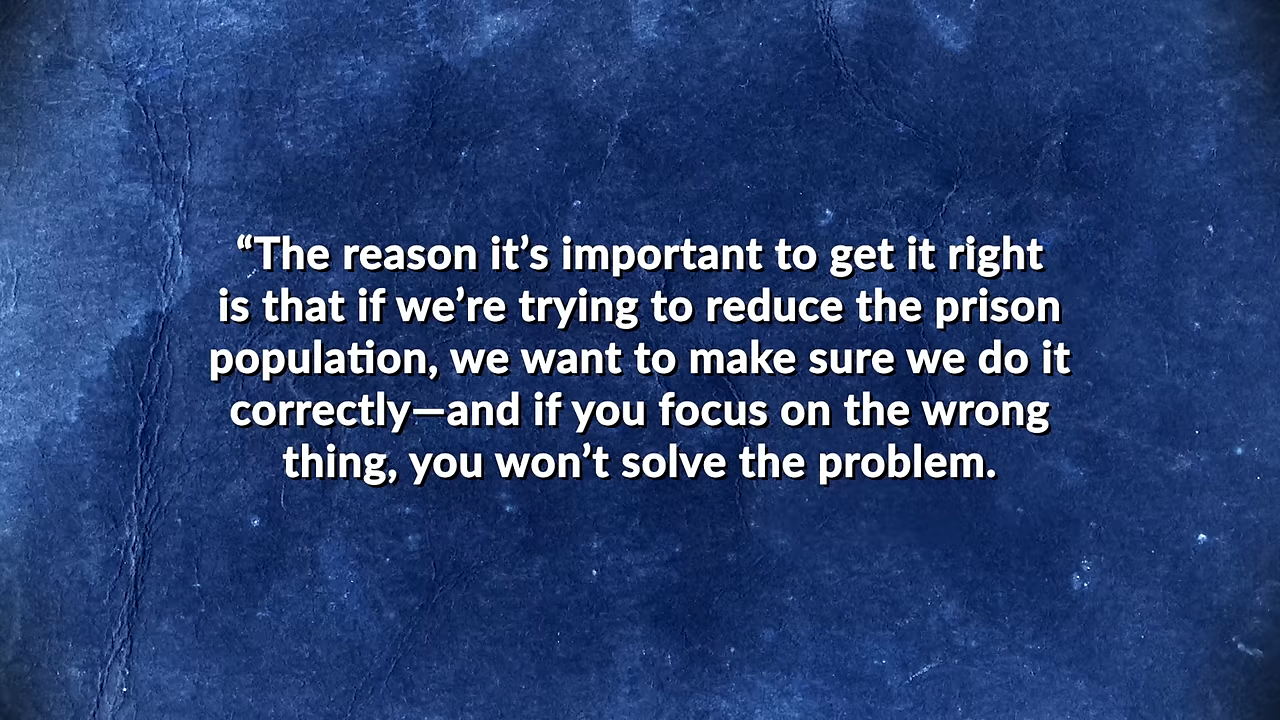 “The reason it’s important to get it right
is that if we’re trying to reduce the prison
population, we want to make sure we do it
correctly—and if you focus on the wrong
thing, you won’t solve the problem.